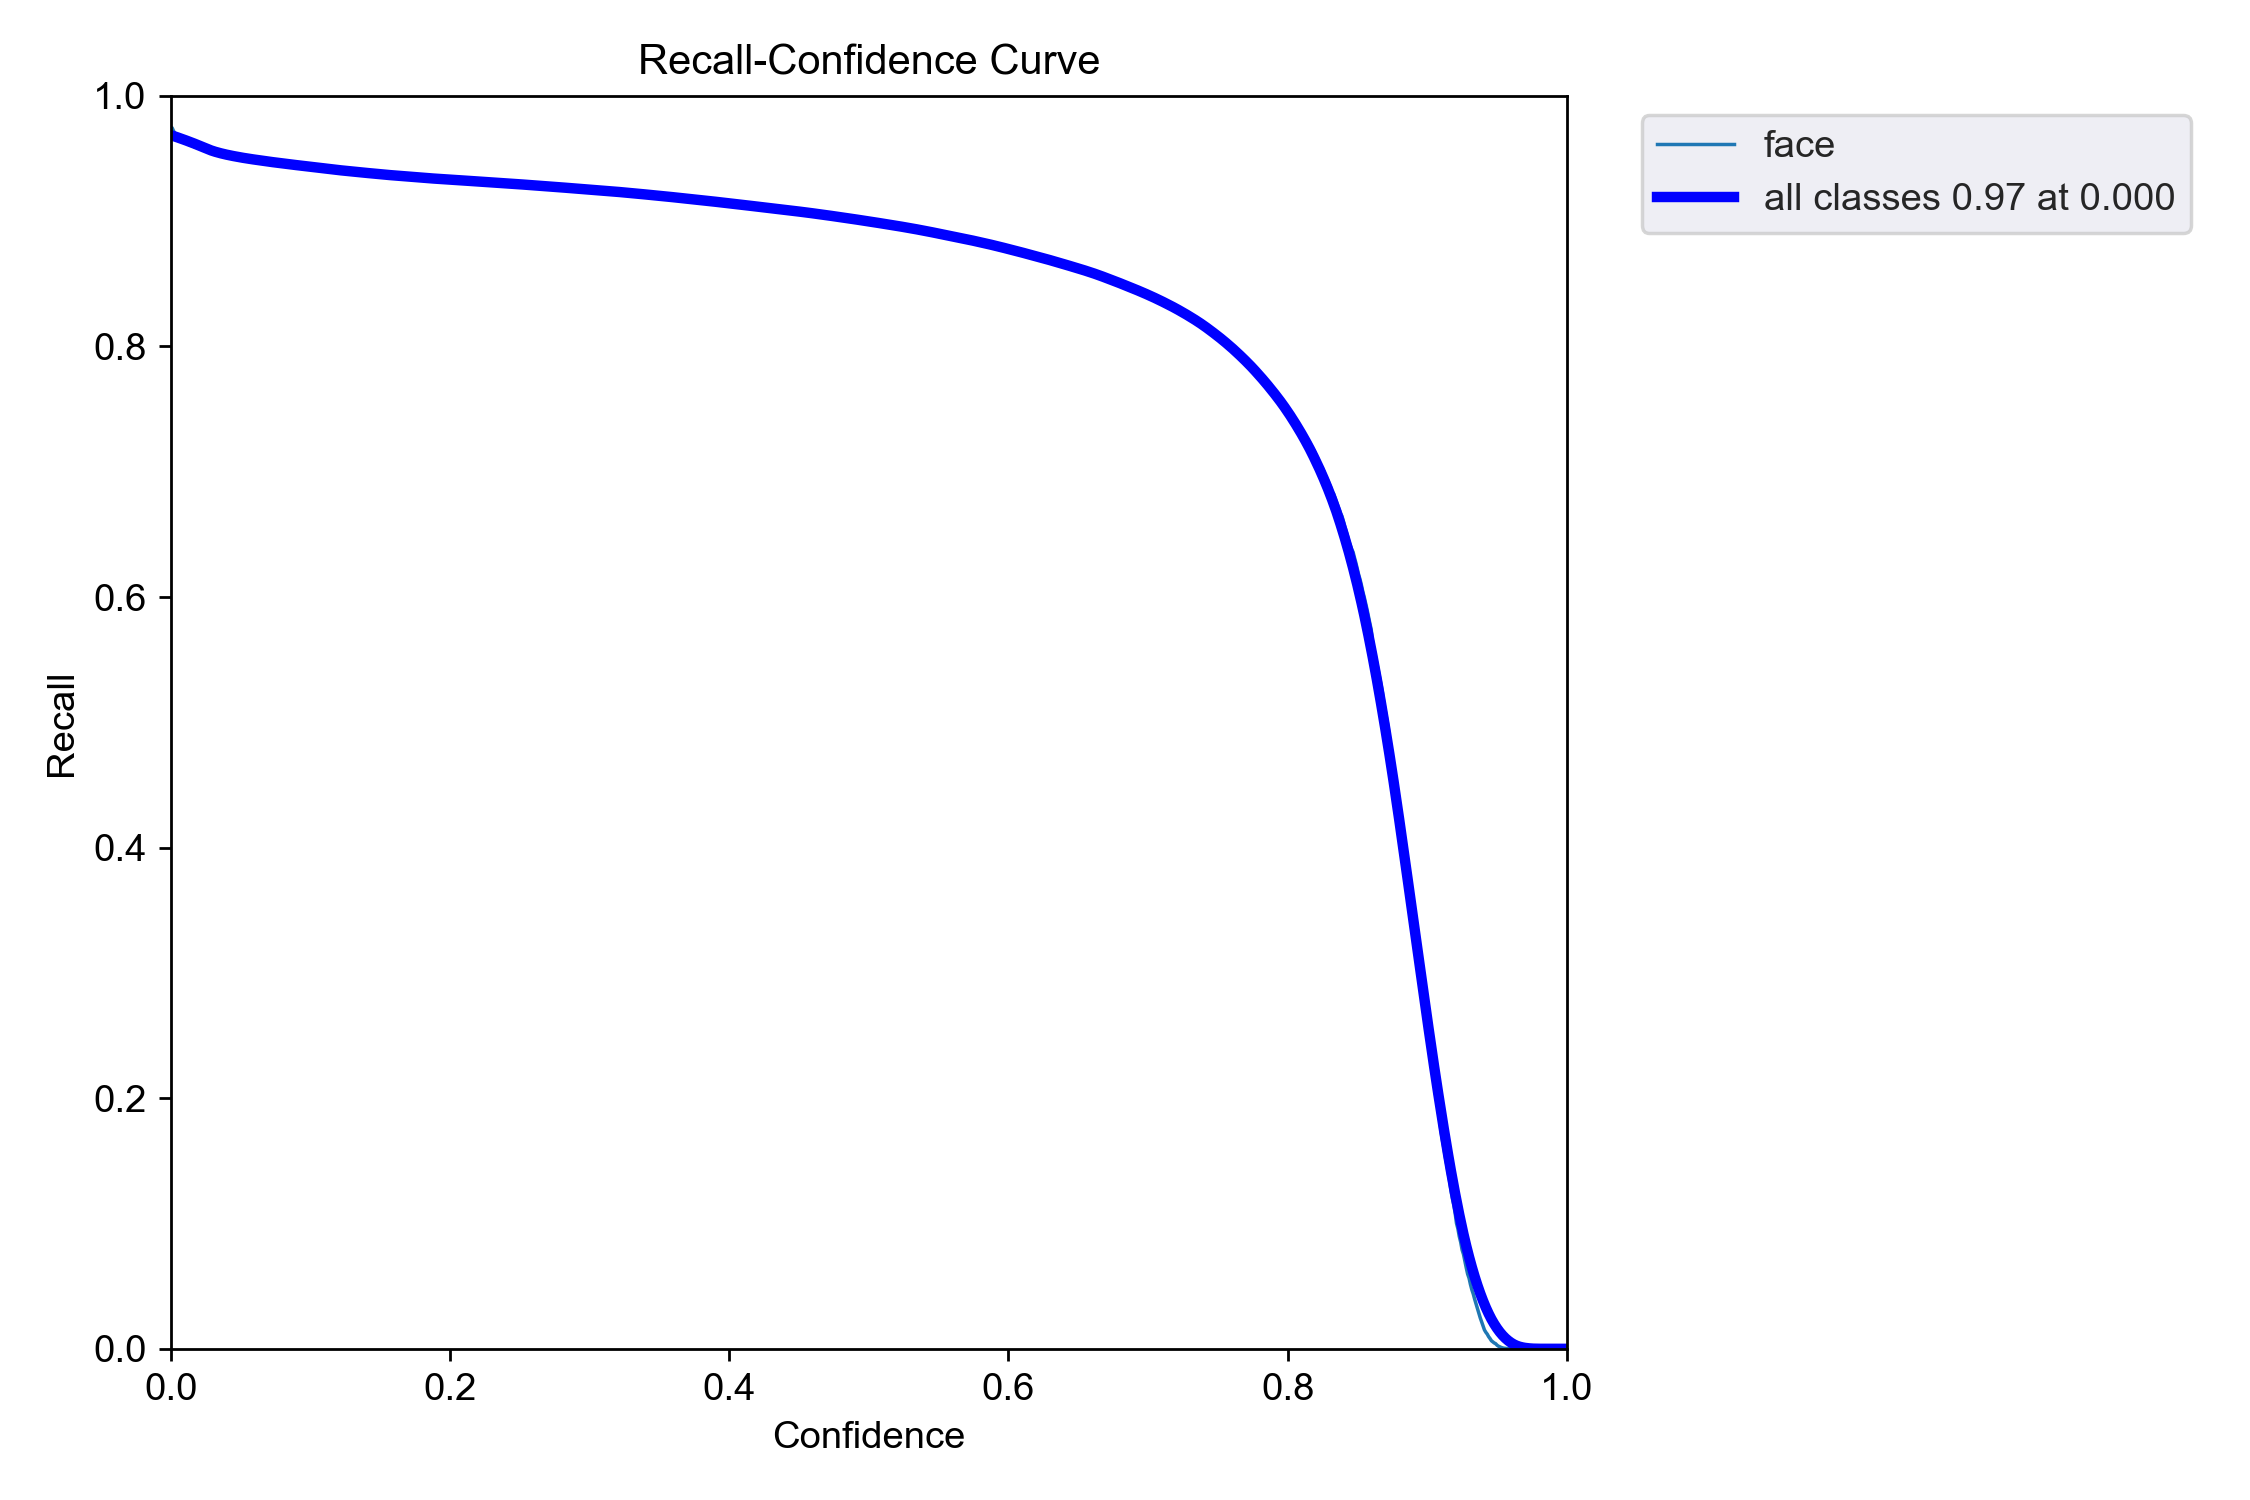 Recall-Confidence Curve
1.0
0.8
0.6
0.4
0.2
0.0
Recall
0.0 0.2 0.4 0.6 0.8 1.0
Confidence
face
all classes 0.97 at 0.000